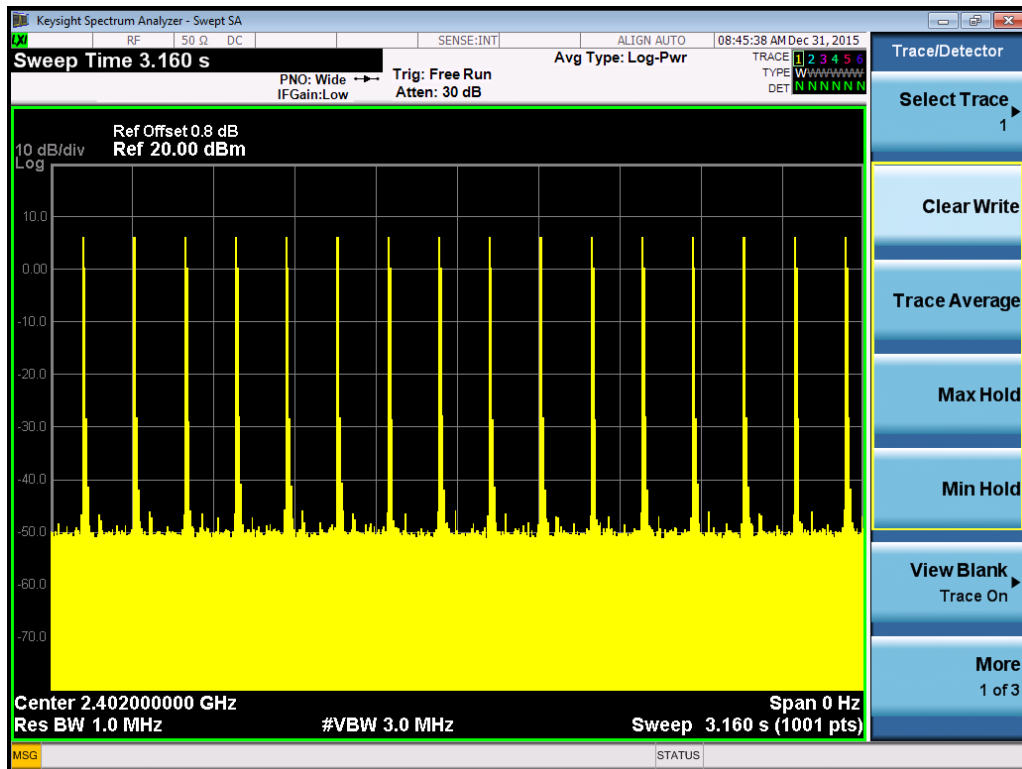 Keysight Spectrum Analyzer - Swept SA
LXI RF 50 Ω DC SENSE:INT ALIGN AUTO 08:45:38 AM Dec 31, 2015
Sweep Time 3.160 s
PNO: Wide
IFGain:Low
Trig: Free Run
Atten: 30 dB
Avg Type: Log-Pwr
TRACE 1 2 3 4 5 6
TYPE WWWWWW
DET N N N N N N
Ref Offset 0.8 dB
10 dB/div Ref 20.00 dBm
Log
10.0
0.00
-10.0
-20.0
-30.0
-40.0
-50.0
-60.0
-70.0
Center 2.402000000 GHz Span 0 Hz
Res BW 1.0 MHz #VBW 3.0 MHz Sweep 3.160 s (1001 pts)
MSG STATUS
Trace/Detector
Select Trace
1
Clear Write
Trace Average
Max Hold
Min Hold
View Blank
Trace On
More
1 of 3